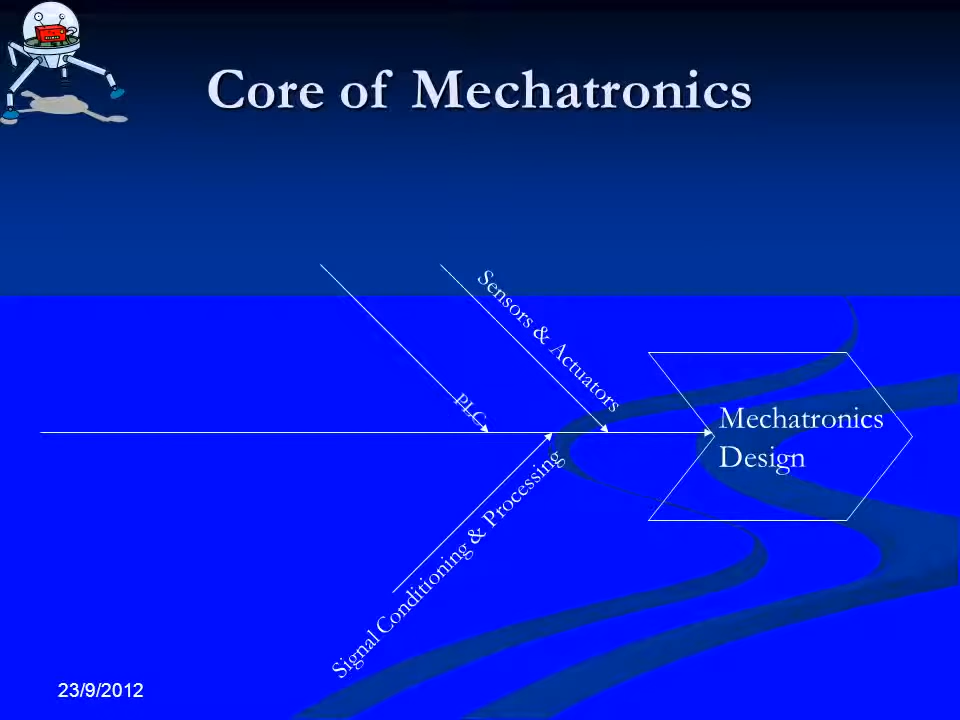 Core of Mechatronics
Sensors & Actuators
PLC
Mechatronics
Design
Signal Conditioning & Processing
23/9/2012